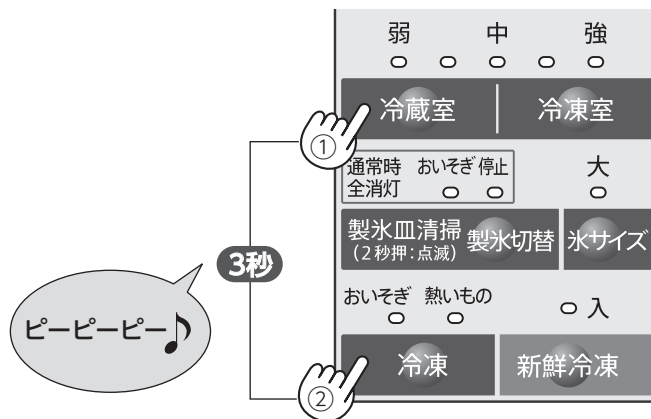 弱 中 強
冷蔵室 冷凍室
①
通常時 おいそぎ 停止 大
全消灯
製氷皿清掃 製氷切替 氷サイズ
(2秒押:点滅)
3秒
おいそぎ 熱いもの 入
ピーピーピー♪
冷凍 新鮮冷凍
②